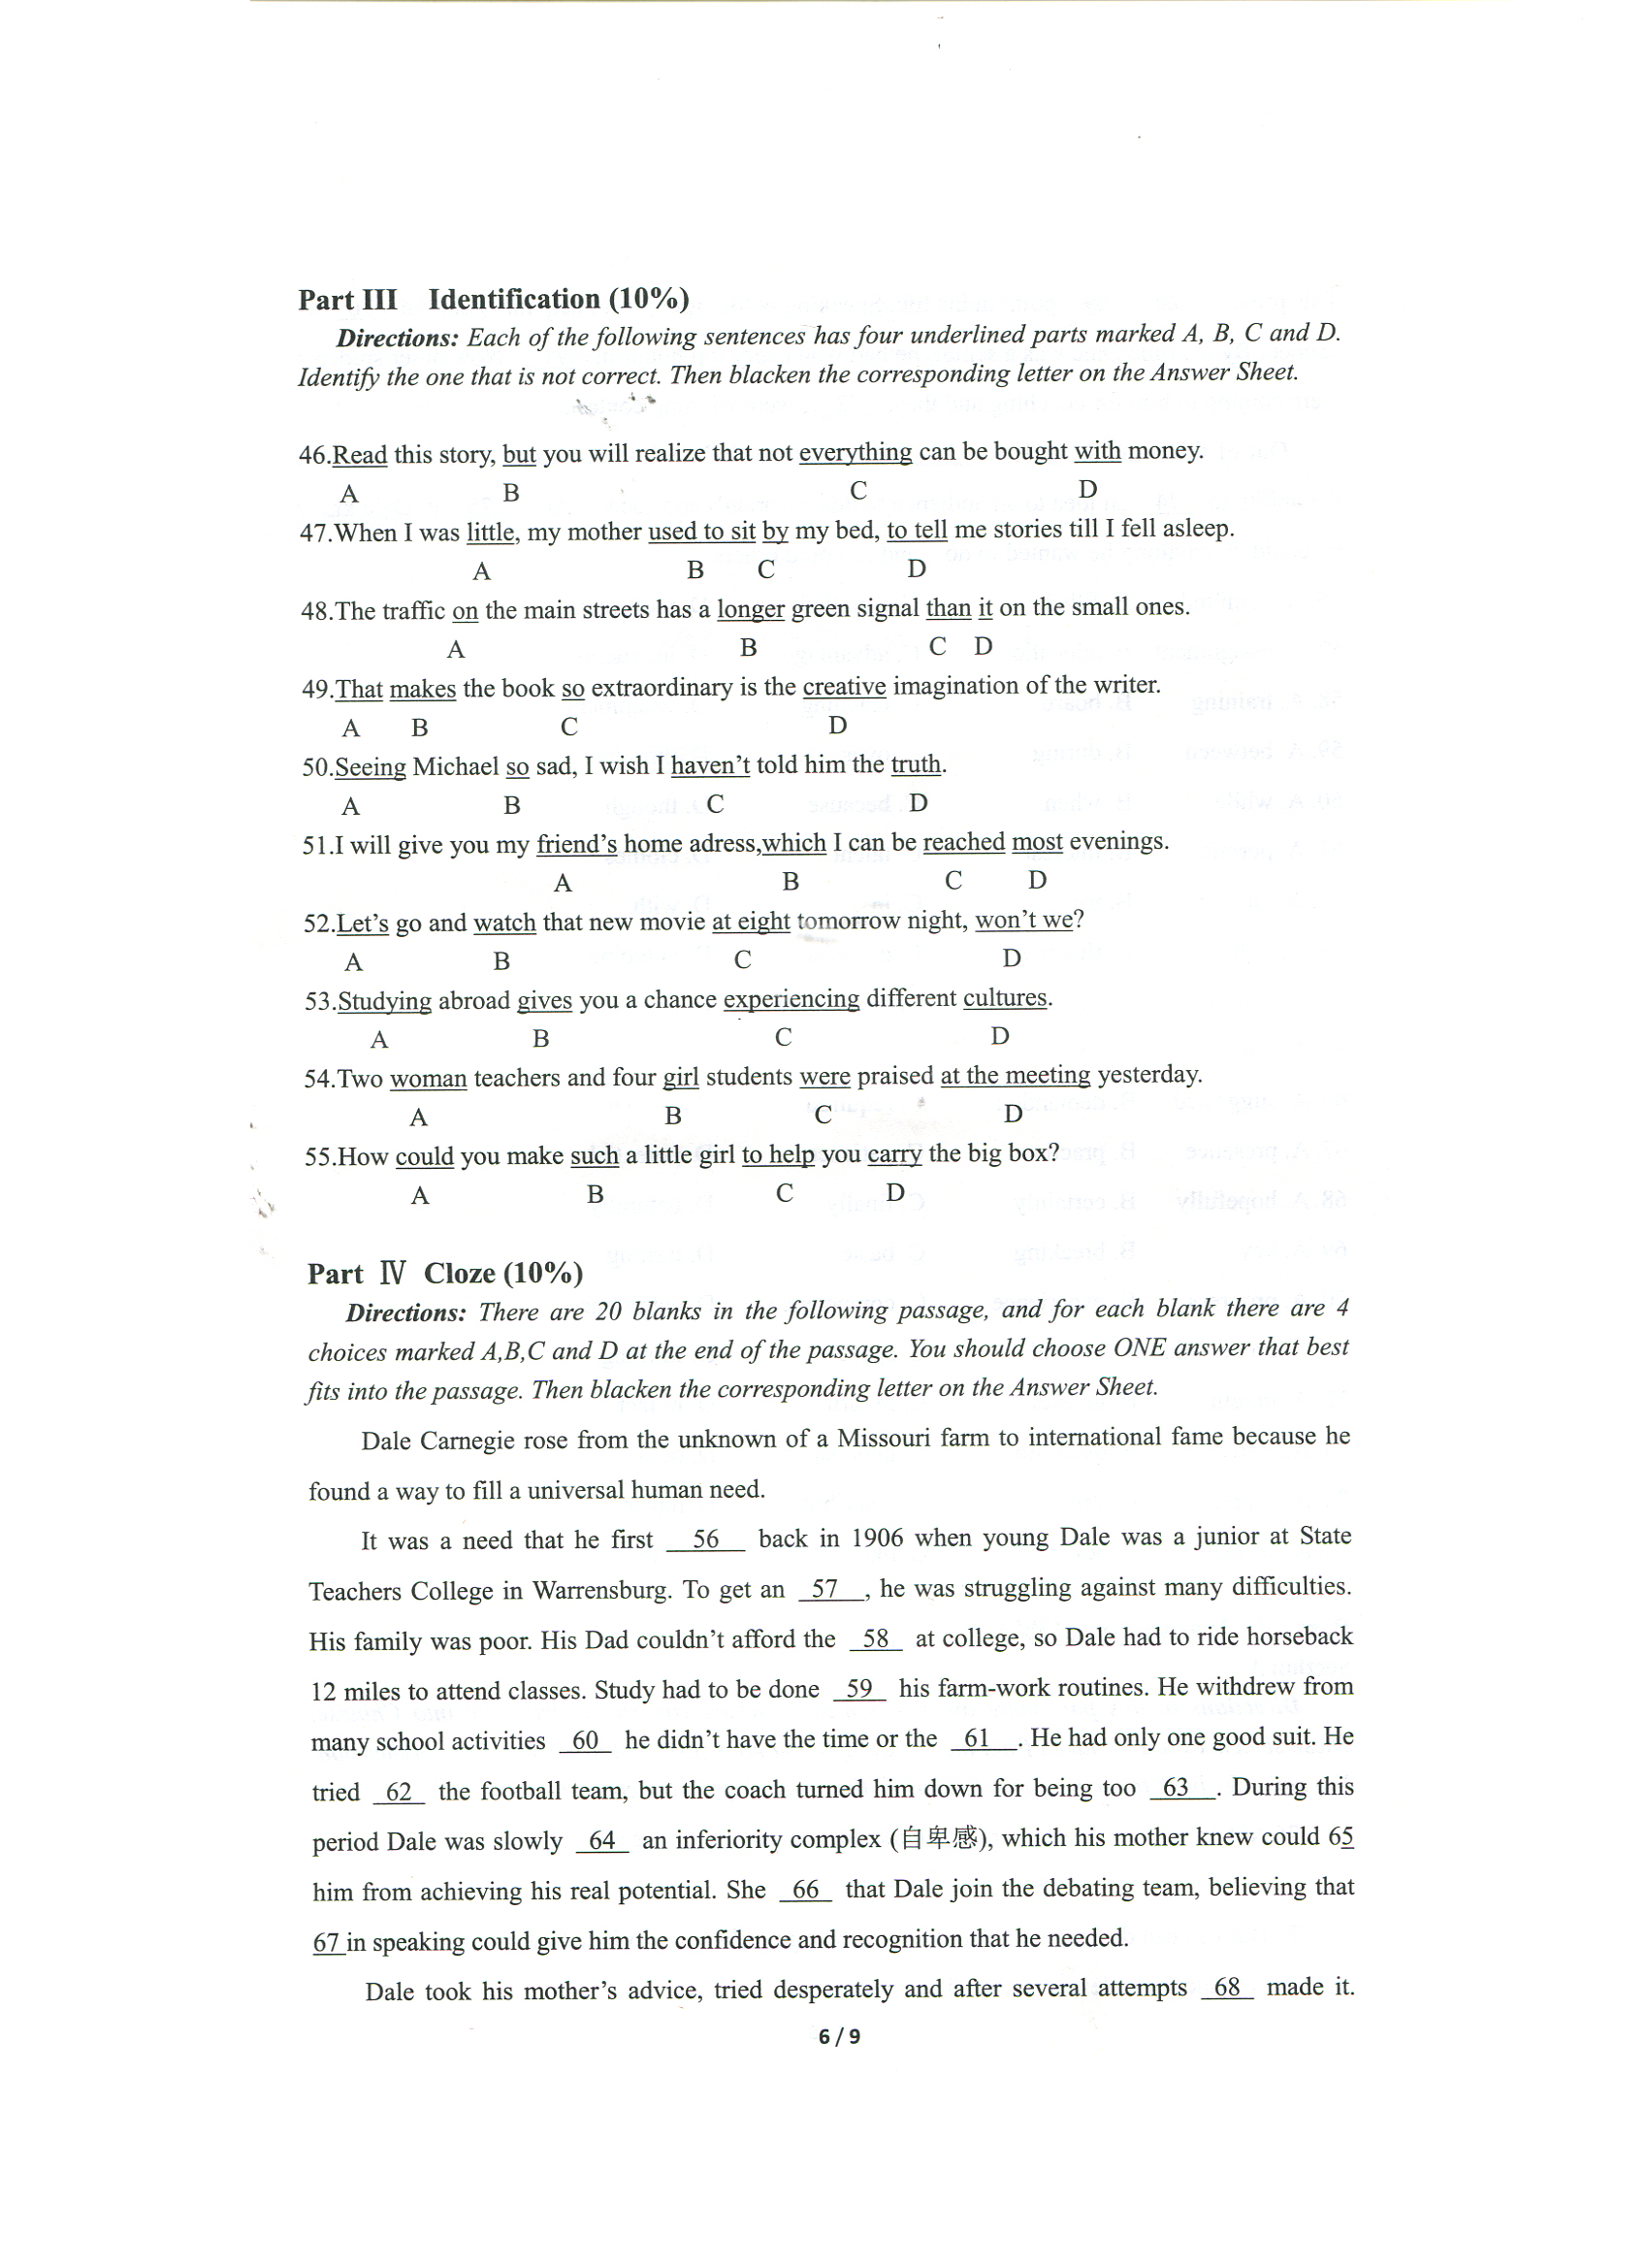 Part III Identification (10%)
Directions: Each of the following sentences has four underlined parts marked A, B, C and D.
Identify the one that is not correct. Then blacken the corresponding letter on the Answer Sheet.
46.Read this story, but you will realize that not everything can be bought with money.
A B C D
47.When I was little, my mother used to sit by my bed, to tell me stories till I fell asleep.
A B C D
48.The traffic on the main streets has a longer green signal than it on the small ones.
A B C D
49.That makes the book so extraordinary is the creative imagination of the writer.
A B C D
50.Seeing Michael so sad, I wish I haven't told him the truth.
A B C D
51.I will give you my friend's home adress,which I can be reached most evenings.
A B C D
52.Let's go and watch that new movie at eight tomorrow night, won't we?
A B C D
53.Studying abroad gives you a chance experiencing different cultures.
A B C D
54.Two woman teachers and four girl students were praised at the meeting yesterday.
A B C D
55.How could you make such a little girl to help you carry the big box?
A B C D
Part Ⅳ Cloze (10%)
Directions: There are 20 blanks in the following passage, and for each blank there are 4
choices marked A,B,C and D at the end of the passage. You should choose ONE answer that best
fits into the passage. Then blacken the corresponding letter on the Answer Sheet.
Dale Carnegie rose from the unknown of a Missouri farm to international fame because he
found a way to fill a universal human need.
It was a need that he first 56 back in 1906 when young Dale was a junior at State
Teachers College in Warrensburg. To get an 57 , he was struggling against many difficulties.
His family was poor. His Dad couldn't afford the 58 at college, so Dale had to ride horseback
12 miles to attend classes. Study had to be done 59 his farm-work routines. He withdrew from
many school activities 60 he didn't have the time or the 61 . He had only one good suit. He
tried 62 the football team, but the coach turned him down for being too 63 . During this
period Dale was slowly 64 an inferiority complex (自卑感), which his mother knew could 65
him from achieving his real potential. She 66 that Dale join the debating team, believing that
67 in speaking could give him the confidence and recognition that he needed.
Dale took his mother's advice, tried desperately and after several attempts 68 made it.
6 / 9